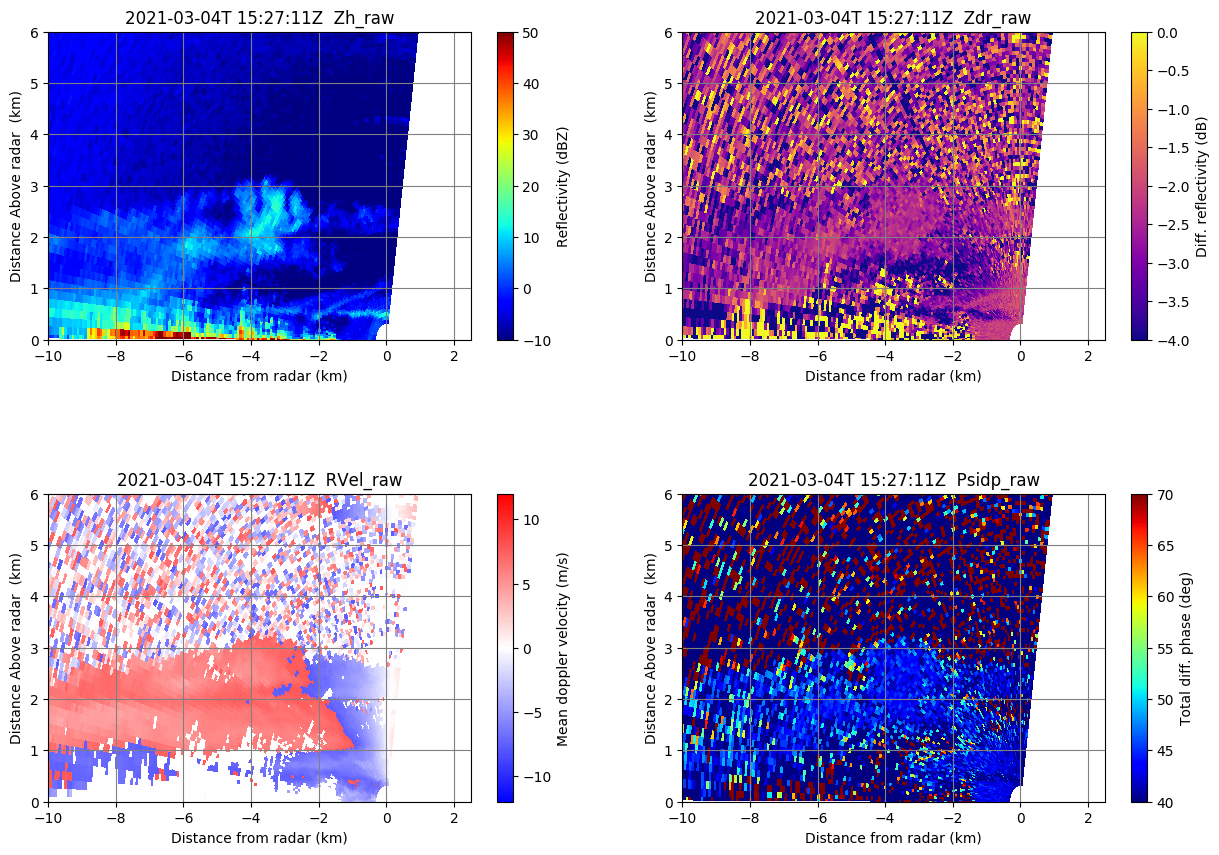 2021-03-04T 15:27:11Z  Zh_raw
6
5
4
3
2
1
0
Distance Above radar  (km)
−10 −8 −6 −4 −2 0 2
Distance from radar (km)
50
40
30
20
10
0
−10
Reflectivity (dBZ)
2021-03-04T 15:27:11Z  Zdr_raw
6
5
4
3
2
1
0
Distance Above radar  (km)
−10 −8 −6 −4 −2 0 2
Distance from radar (km)
0.0
−0.5
−1.0
−1.5
−2.0
−2.5
−3.0
−3.5
−4.0
Diff. reflectivity (dB)
2021-03-04T 15:27:11Z  RVel_raw
6
5
4
3
2
1
0
Distance Above radar  (km)
−10 −8 −6 −4 −2 0 2
Distance from radar (km)
10
5
0
−5
−10
Mean doppler velocity (m/s)
2021-03-04T 15:27:11Z  Psidp_raw
6
5
4
3
2
1
0
Distance Above radar  (km)
−10 −8 −6 −4 −2 0 2
Distance from radar (km)
70
65
60
55
50
45
40
Total diff. phase (deg)